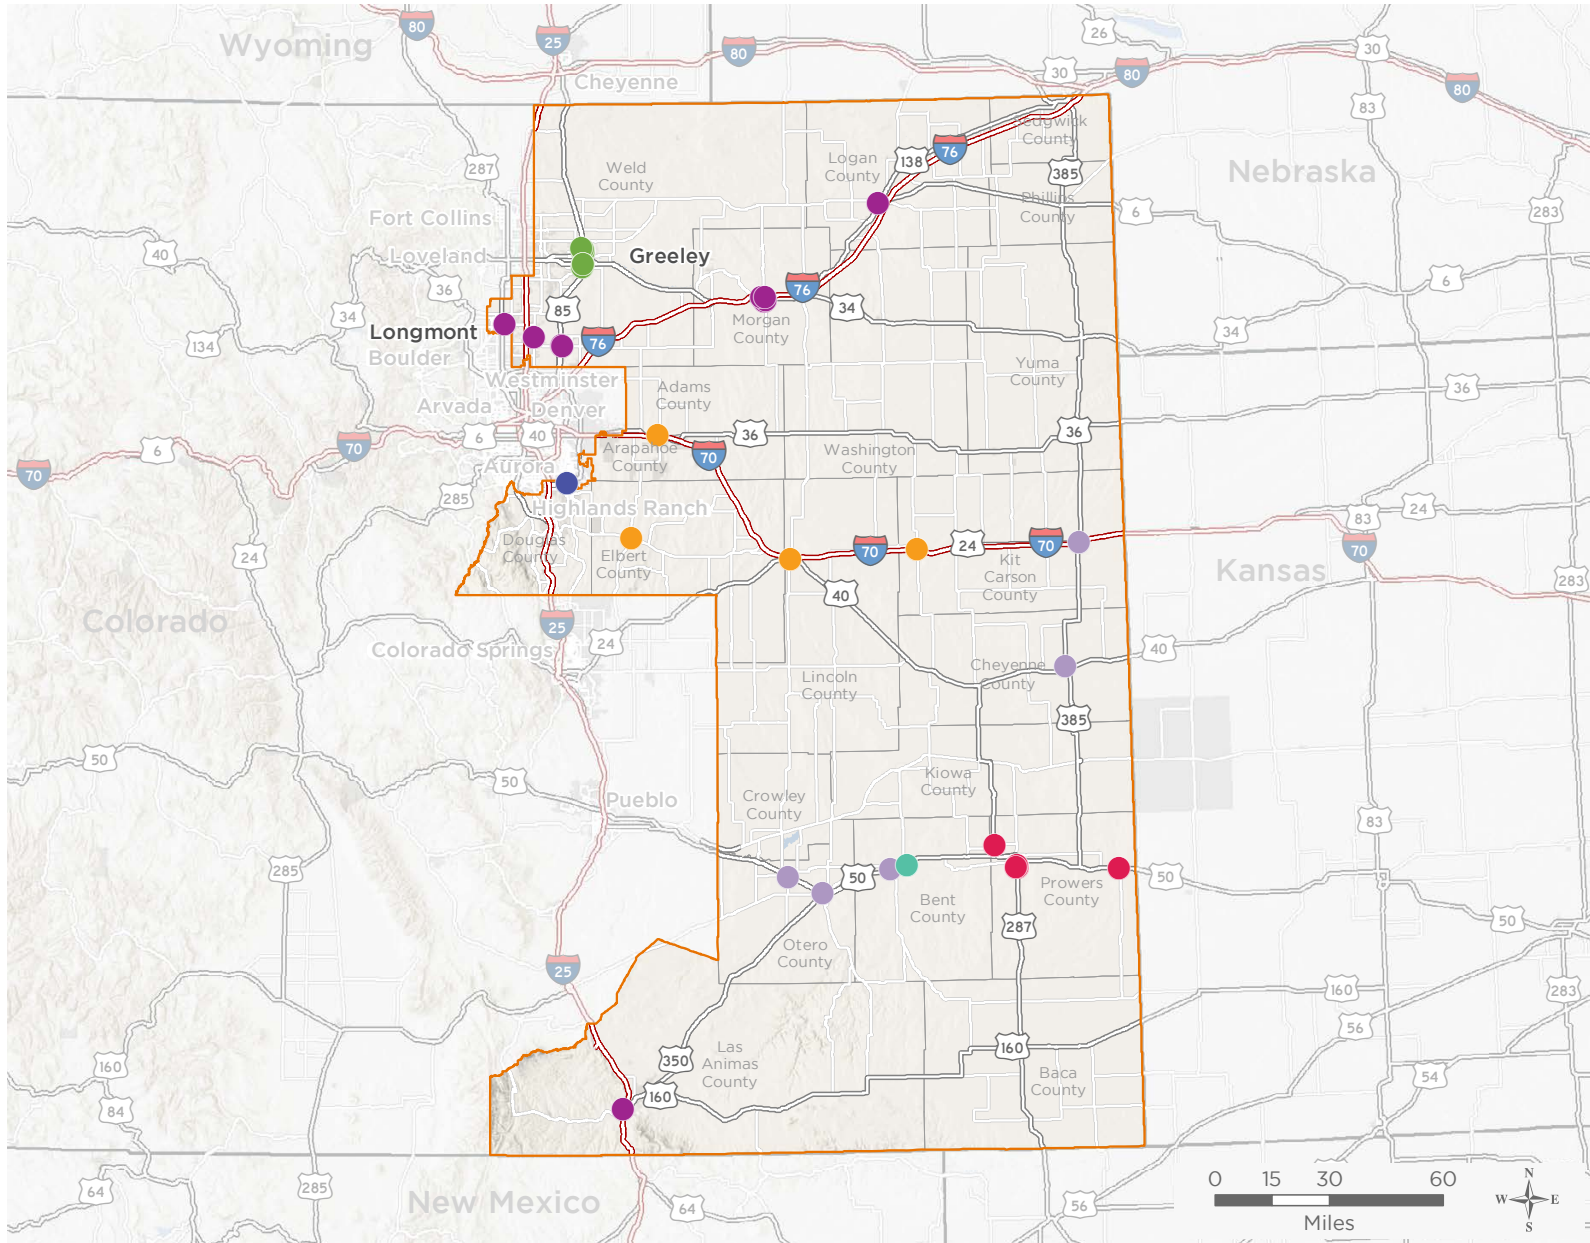 80
25
80
26
30
Wyoming
Cheyenne
30
80
80
83
Sedgwick
County
76
138
Logan
County
Weld
County
287
385
Nebraska
Phillips
County
6
283
Fort Collins
40
Loveland
Greeley
36
76
6
85
34
34
Longmont
Boulder
134
76
Morgan
County
34
Yuma
County
Westminster
Adams
County
36
Arvada
Denver
6
40
36
36
70
6
70
Arapahoe
County
70
Washington
County
Aurora
285
Highlands Ranch
24
83
Douglas
County
Elbert
County
70
24
70
Kit
Carson
County
70
24
Kansas
283
40
Colorado
25
24
Colorado Springs
40
Cheyenne
County
Lincoln
County
385
50
50
Kiowa
County
Pueblo
Crowley
County
83
285
50
50
Prowers
County
Bent
County
287
50
Otero
County
25
160
283
56
350
Las
Animas
County
160
160
Baca
County
54
160
84
64
285
New Mexico
64
56
0 15 30 60
Miles
N
W E
S